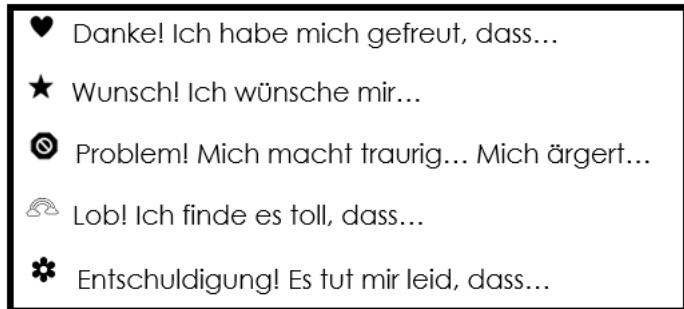 Danke! Ich habe mich gefreut, dass…
Wunsch! Ich wünsche mir…
Problem! Mich macht traurig… Mich ärgert…
Lob! Ich finde es toll, dass…
Entschuldigung! Es tut mir leid, dass…